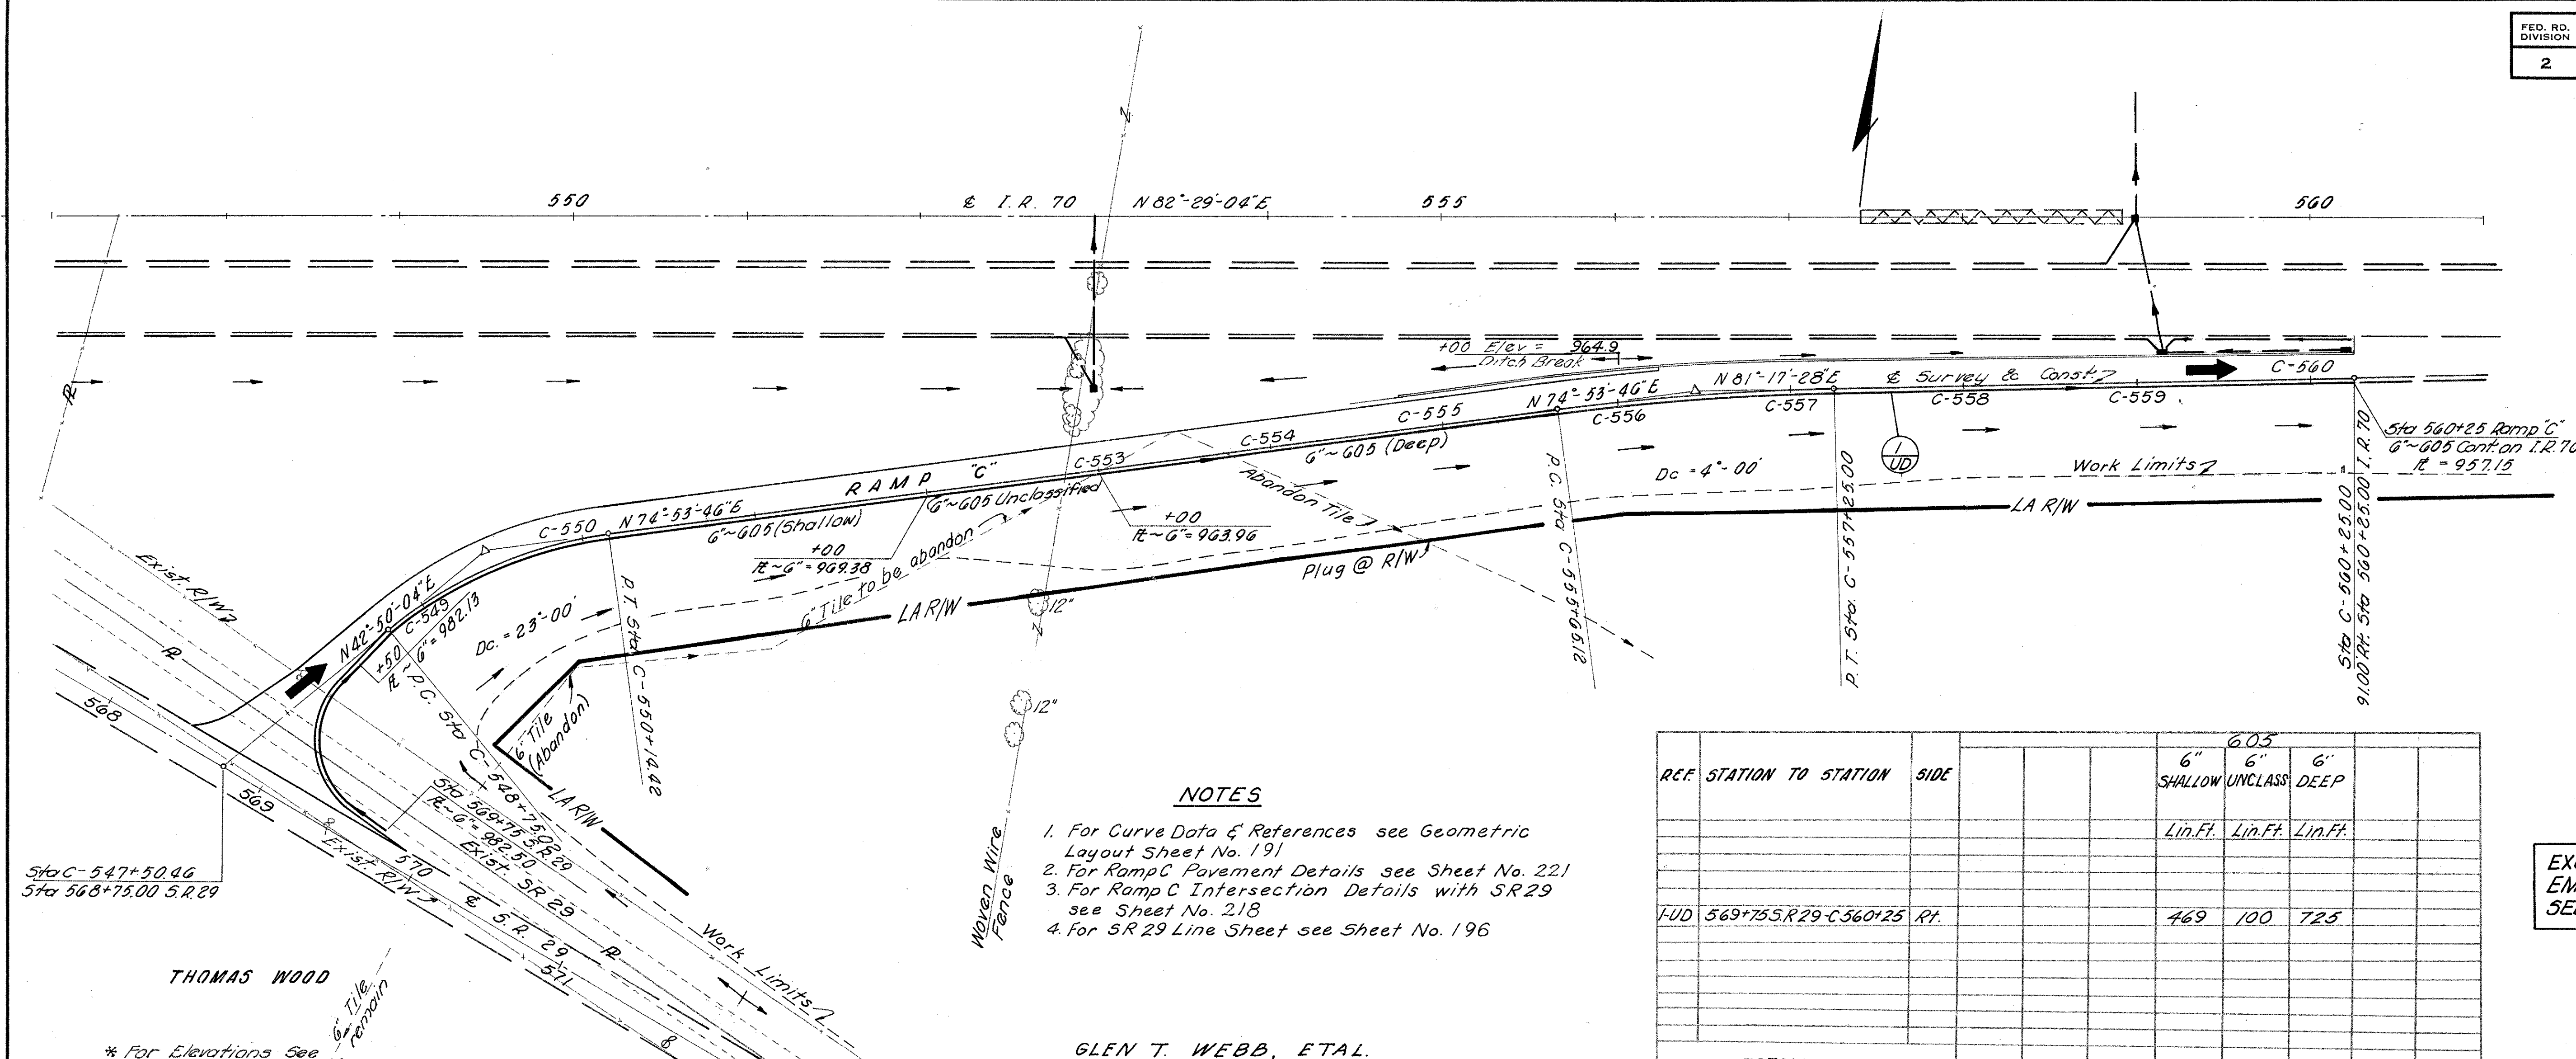 FED. RD.
DIVISION
2
550
₵ I.R. 70 N 82°-29'-04"E
555
560
+00 Elev = 964.9
Ditch Break
N 81°-17'-28"E
₵ Survey & Const.
C-560
C-559
C-558
C-557
C-556
N 74°-53'-46"E
C-555
C-554
C-553
6"~605 (Deep)
RAMP "C"
6"~605 Unclassified
C-550
N 74°-53'-46"E
6"~605 (Shallow)
Sta 560+25 Ramp "C"
6"~605 Cont. on I.R. 70
℄ = 957.15
1
UD
Dc = 4°-00'
Work Limits
LA R/W
Abandon Tile
+00
℄~6" = 963.96
+00
℄~6" = 969.38
6" Tile to be abandon
Plug @ R/W
LA R/W
P.C. Sta C-555+65.12
P.T. Sta. C-557+25.00
Sta C-560+25.00
91.00' Rt. Sta 560+25.00 I.R. 70
Exist. R/W
N 42°-50'-04"E
C-549
+50
℄~6" = 982.13
Dc. = 23°-00'
P.T. Sta C-550+14.42
P.C. Sta C-548+75.02
12"
12"
6" Tile
(Abandon)
LA R/W
568
569
570
571
Sta 569+75 S.R. 29
℄~6" = 982.50
Exist. SR 29
Exist. R/W
₵ S.R. 29
Sta C-547+50.46
Sta 568+75.00 S.R. 29
Work Limits
Woven Wire
Fence
THOMAS WOOD
6" Tile
remain
* For Elevations See
NOTES
1. For Curve Data & References see Geometric
Layout Sheet No. 191
2. For Ramp C Pavement Details see Sheet No. 221
3. For Ramp C Intersection Details with SR 29
see Sheet No. 218
4. For SR 29 Line Sheet see Sheet No. 196
GLEN T. WEBB, ETAL.
605
REF. STATION TO STATION SIDE 6" SHALLOW 6" UNCLASS 6" DEEP
Lin.Ft. Lin.Ft. Lin.Ft.
1-UD 569+75 S.R 29-C 560+25 Rt. 469 100 725